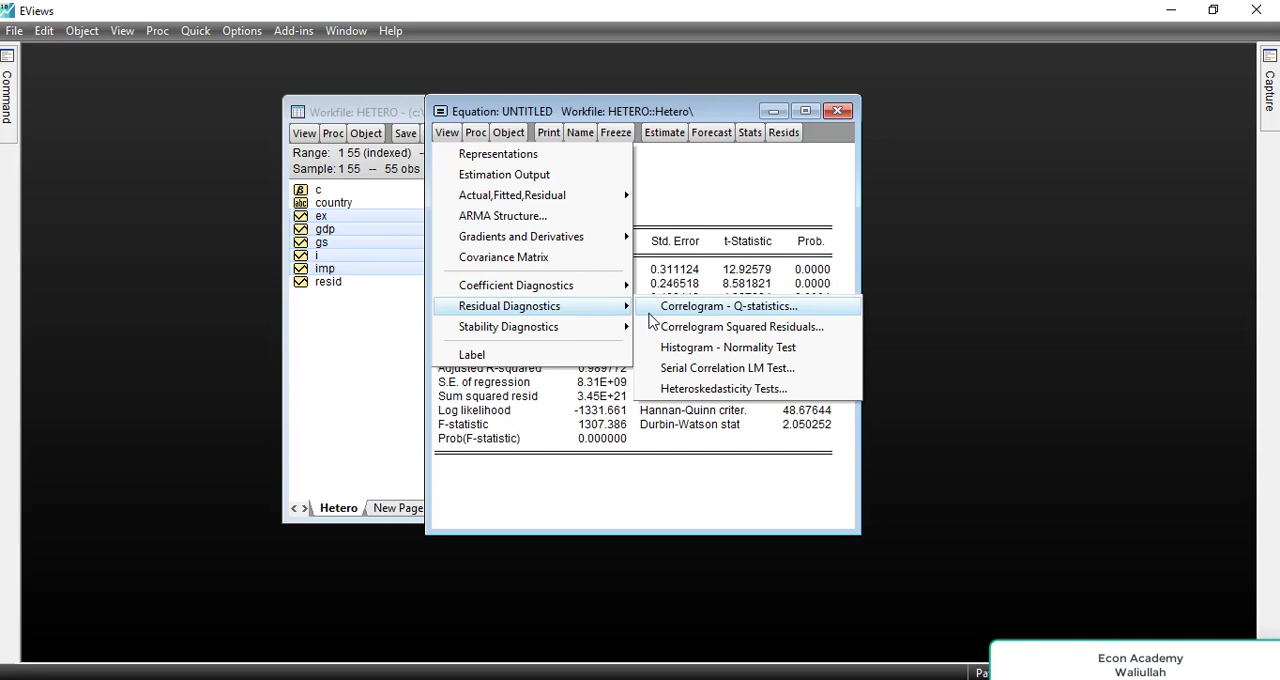 EViews
File Edit Object View Proc Quick Options Add-ins Window Help
Command
Capture
Workfile: HETERO - (c:\
View Proc Object Save
Range: 1 55 (indexed) --
Sample: 1 55 -- 55 obs
c
country
ex
gdp
gs
i
imp
resid
Hetero New Page
Equation: UNTITLED Workfile: HETERO::Hetero\
View Proc Object Print Name Freeze Estimate Forecast Stats Resids
Representations
Estimation Output
Actual,Fitted,Residual
ARMA Structure...
Gradients and Derivatives
Covariance Matrix
Coefficient Diagnostics
Residual Diagnostics
Stability Diagnostics
Label
Std. Error t-Statistic Prob.
0.311124 12.92579 0.0000
0.246518 8.581821 0.0000
Correlogram - Q-statistics...
Correlogram Squared Residuals...
Histogram - Normality Test
Serial Correlation LM Test...
Heteroskedasticity Tests...
Adjusted R-squared 0.989772
S.E. of regression 8.31E+09
Sum squared resid 3.45E+21
Log likelihood -1331.661 Hannan-Quinn criter. 48.67644
F-statistic 1307.386 Durbin-Watson stat 2.050252
Prob(F-statistic) 0.000000
Pa
Econ Academy
Waliullah